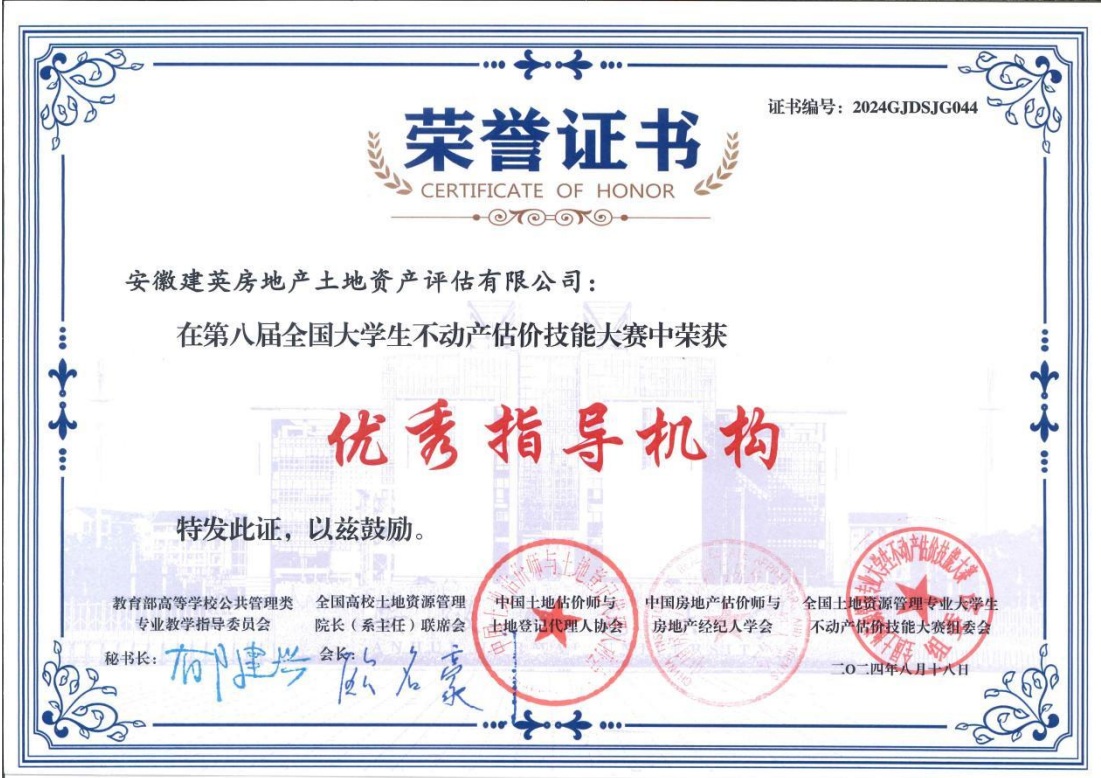 证书编号：2024GJDSJG044
荣誉证书
CERTIFICATE OF HONOR
安徽建英房地产土地资产评估有限公司：
在第八届全国大学生不动产估价技能大赛中荣获
优秀指导机构
特发此证，以兹鼓励。
教育部高等学校公共管理类
专业教学指导委员会
全国高校土地资源管理
院长（系主任）联席会
中国土地估价师与
土地登记代理人协会
中国房地产估价师与
房地产经纪人学会
全国土地资源管理专业大学生
不动产估价技能大赛组委会
秘书长：
会长：
二〇二四年八月十八日